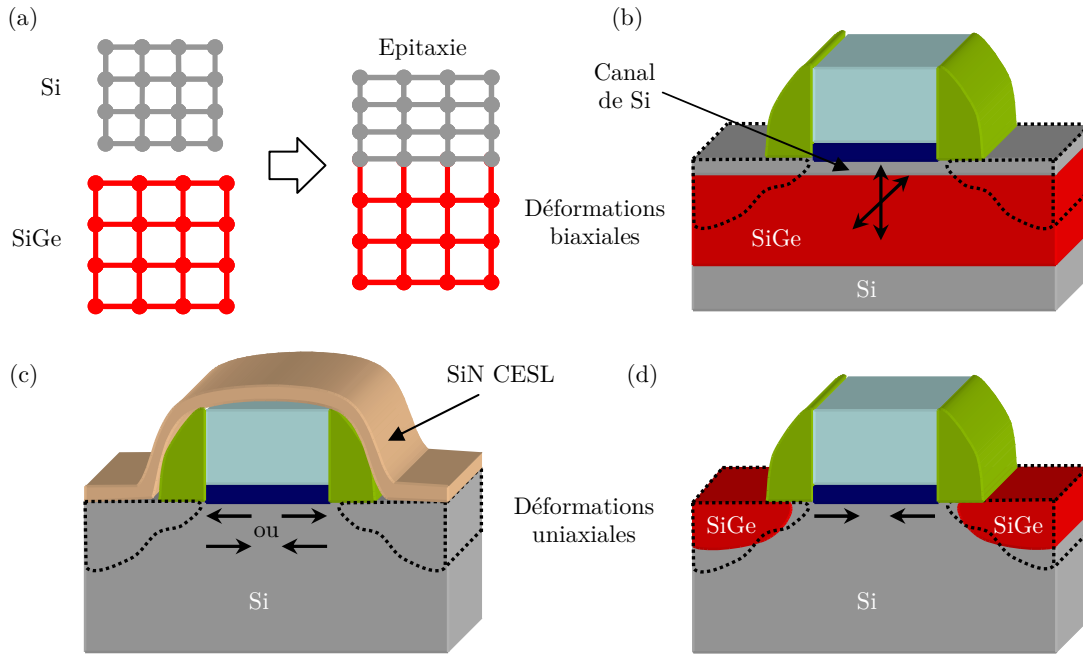 (a)
Si
SiGe
Epitaxie
(b)
Canal
de Si
Déformations
biaxiales
SiGe
Si
(c)
SiN CESL
ou
Si
Déformations
uniaxiales
(d)
SiGe
SiGe
Si